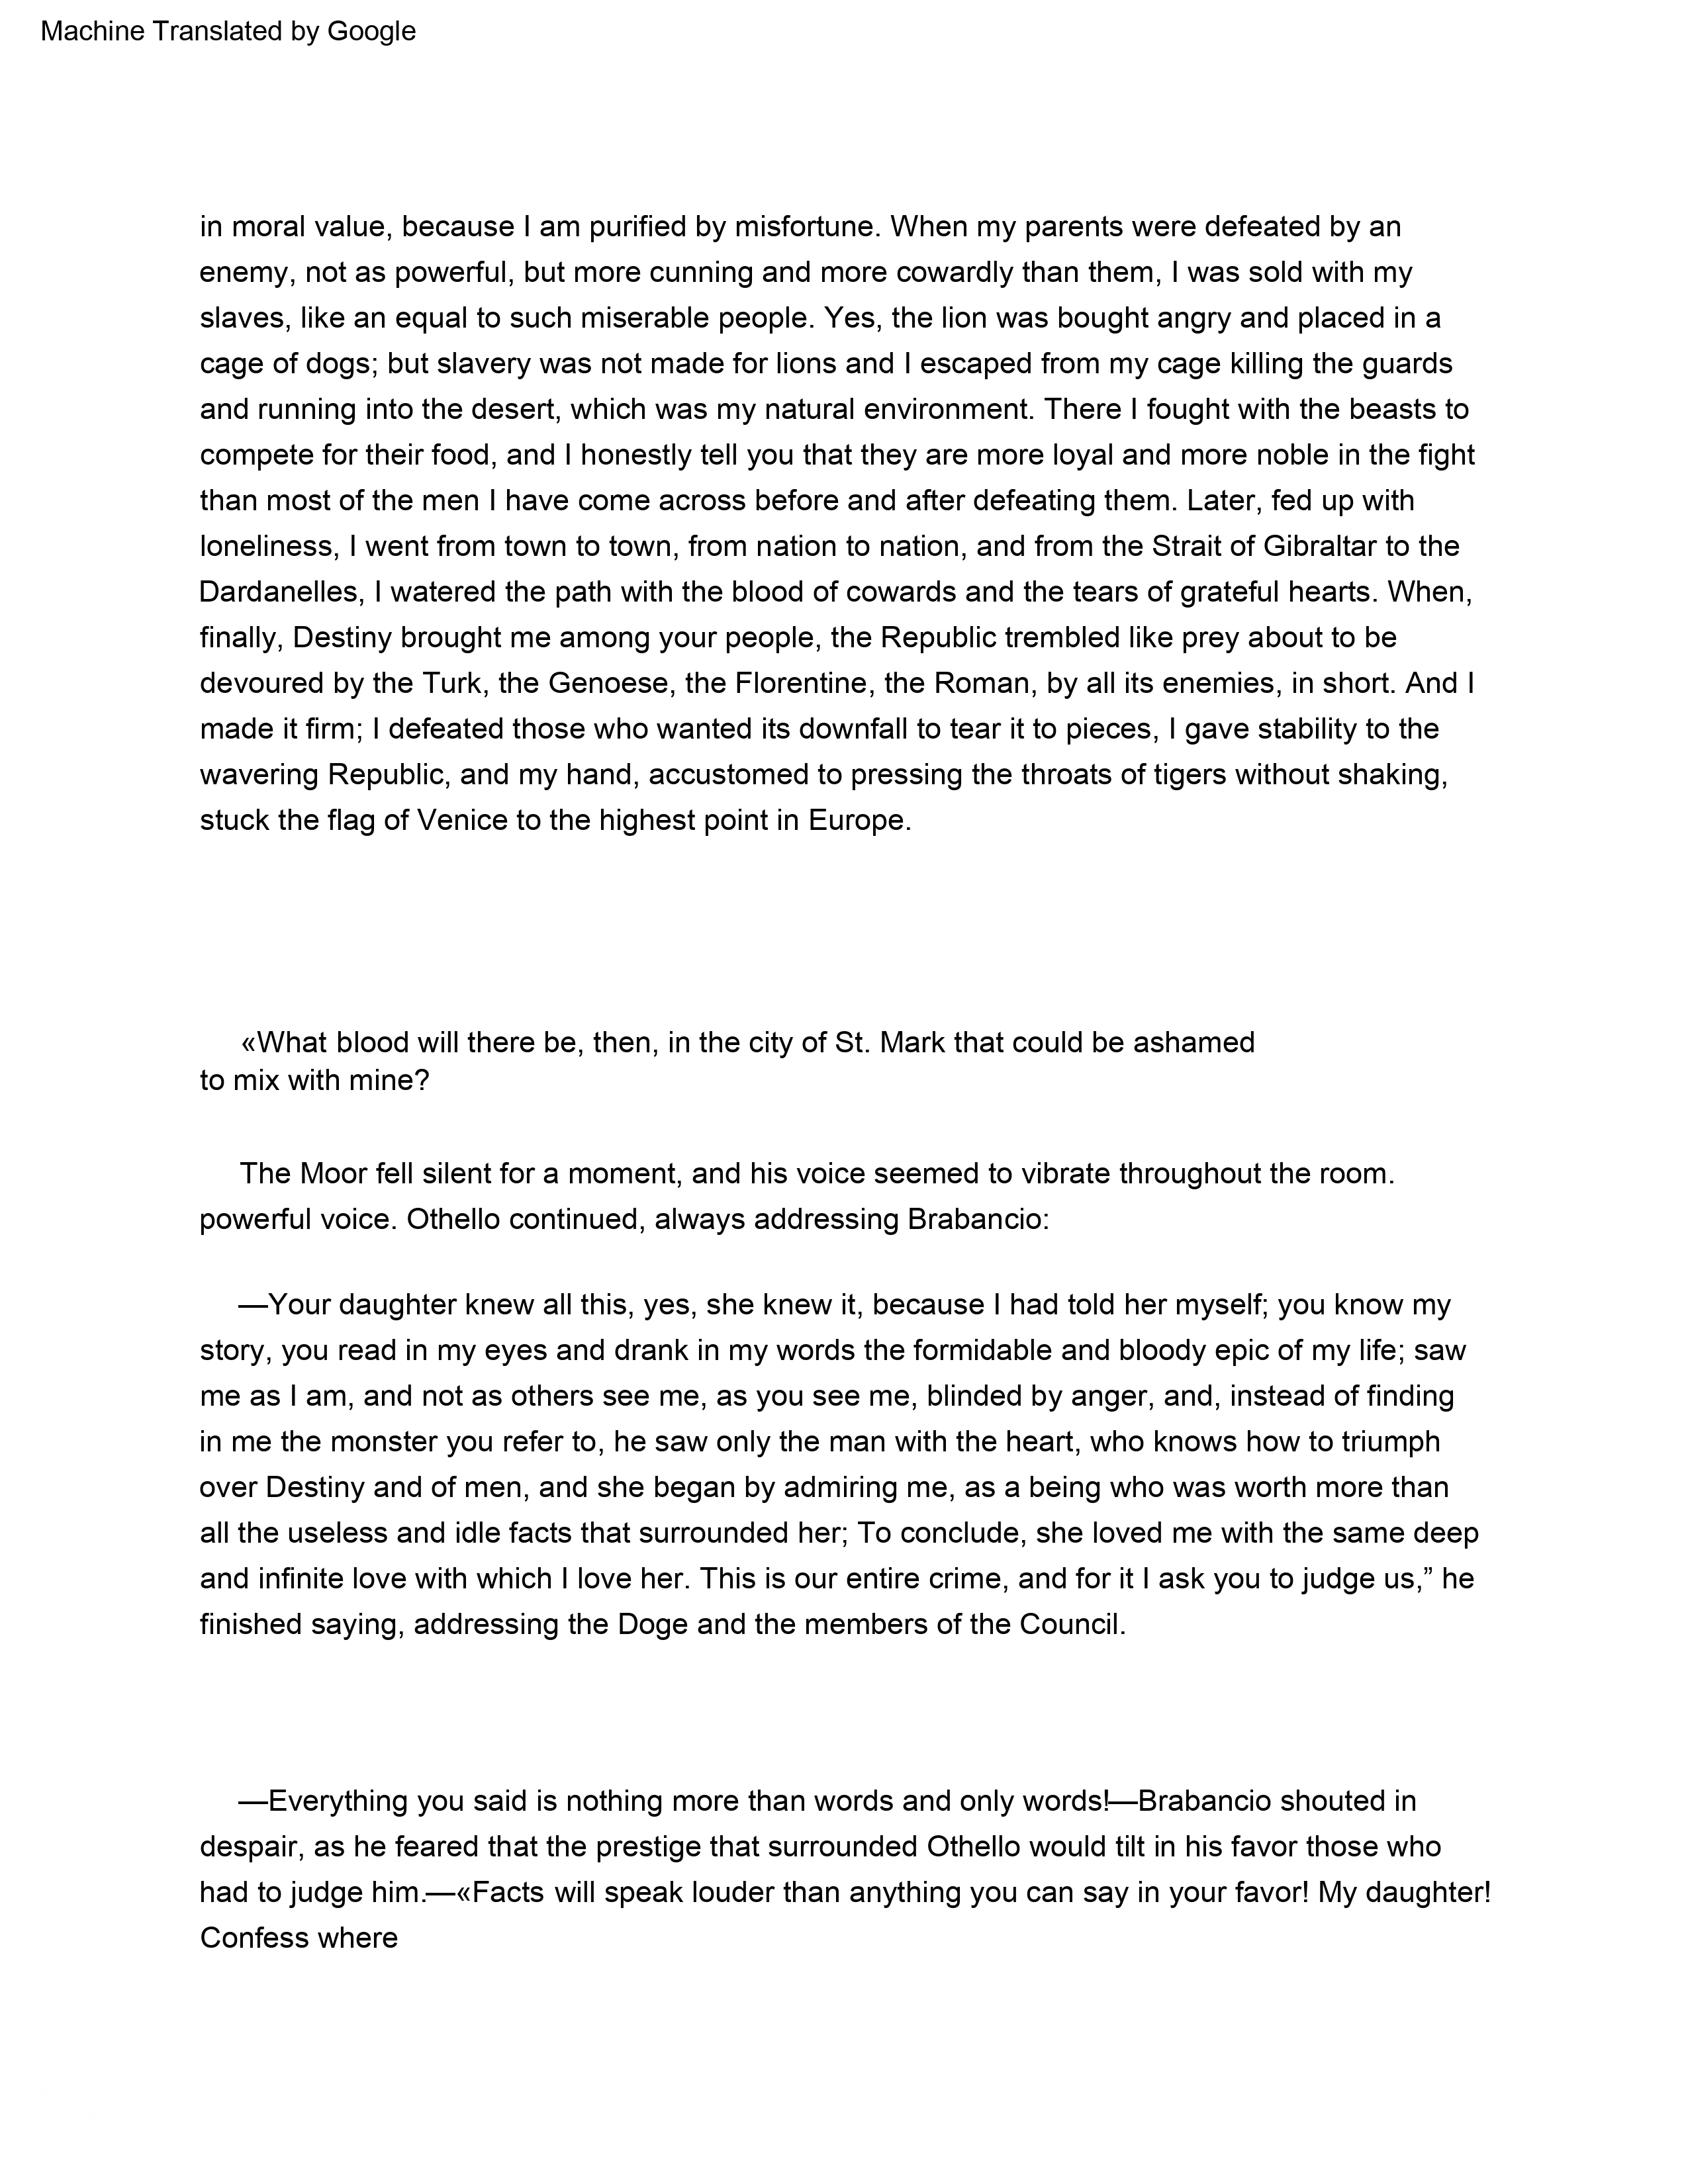 Machine Translated by Google
in moral value, because I am purified by misfortune. When my parents were defeated by an
enemy, not as powerful, but more cunning and more cowardly than them, I was sold with my
slaves, like an equal to such miserable people. Yes, the lion was bought angry and placed in a
cage of dogs; but slavery was not made for lions and I escaped from my cage killing the guards
and running into the desert, which was my natural environment. There I fought with the beasts to
compete for their food, and I honestly tell you that they are more loyal and more noble in the fight
than most of the men I have come across before and after defeating them. Later, fed up with
loneliness, I went from town to town, from nation to nation, and from the Strait of Gibraltar to the
Dardanelles, I watered the path with the blood of cowards and the tears of grateful hearts. When,
finally, Destiny brought me among your people, the Republic trembled like prey about to be
devoured by the Turk, the Genoese, the Florentine, the Roman, by all its enemies, in short. And I
made it firm; I defeated those who wanted its downfall to tear it to pieces, I gave stability to the
wavering Republic, and my hand, accustomed to pressing the throats of tigers without shaking,
stuck the flag of Venice to the highest point in Europe.
«What blood will there be, then, in the city of St. Mark that could be ashamed
to mix with mine?
The Moor fell silent for a moment, and his voice seemed to vibrate throughout the room.
powerful voice. Othello continued, always addressing Brabancio:
—Your daughter knew all this, yes, she knew it, because I had told her myself; you know my
story, you read in my eyes and drank in my words the formidable and bloody epic of my life; saw
me as I am, and not as others see me, as you see me, blinded by anger, and, instead of finding
in me the monster you refer to, he saw only the man with the heart, who knows how to triumph
over Destiny and of men, and she began by admiring me, as a being who was worth more than
all the useless and idle facts that surrounded her; To conclude, she loved me with the same deep
and infinite love with which I love her. This is our entire crime, and for it I ask you to judge us,” he
finished saying, addressing the Doge and the members of the Council.
—Everything you said is nothing more than words and only words!—Brabancio shouted in
despair, as he feared that the prestige that surrounded Othello would tilt in his favor those who
had to judge him.—«Facts will speak louder than anything you can say in your favor! My daughter!
Confess where